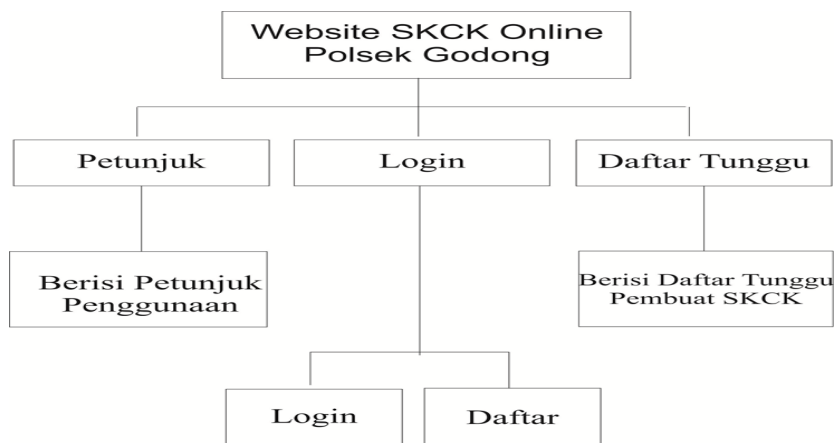 Website SKCK Online
Polsek Godong
Petunjuk
Login
Daftar Tunggu
Berisi Petunjuk
Penggunaan
Berisi Daftar Tunggu
Pembuat SKCK
Login
Daftar